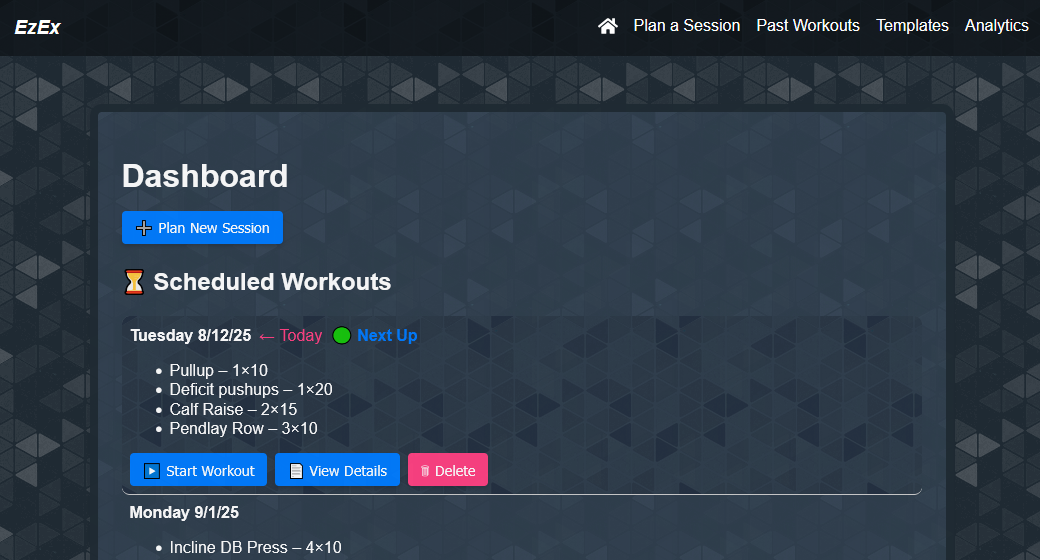 EzEx
Plan a Session
Past Workouts
Templates
Analytics
Dashboard
➕ Plan New Session
⏳ Scheduled Workouts
Tuesday 8/12/25 ← Today 🟢 Next Up
• Pullup – 1×10
• Deficit pushups – 1×20
• Calf Raise – 2×15
• Pendlay Row – 3×10
▶️ Start Workout
📄 View Details
🗑 Delete
Monday 9/1/25
• Incline DB Press – 4×10